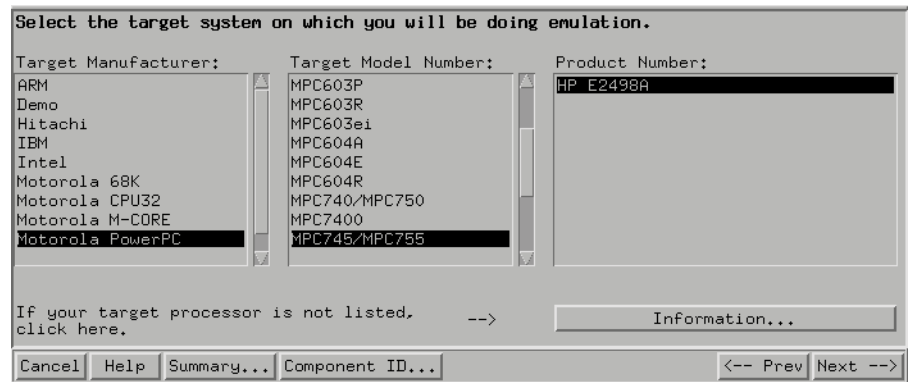 Select the target system on which you will be doing emulation.
Target Manufacturer:
ARM
Demo
Hitachi
IBM
Intel
Motorola 68K
Motorola CPU32
Motorola M-CORE
Motorola PowerPC
Target Model Number:
MPC603P
MPC603R
MPC603ei
MPC604A
MPC604E
MPC604R
MPC740/MPC750
MPC7400
MPC745/MPC755
Product Number:
HP E2498A
If your target processor is not listed,
click here.
-->
Information...
Cancel Help Summary... Component ID... <-- Prev Next -->